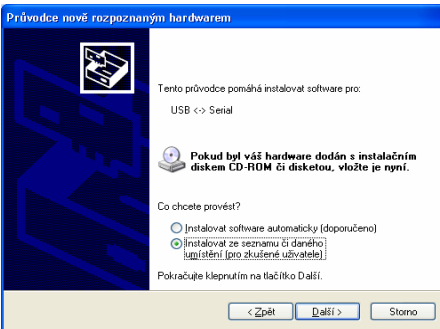 Průvodce nově rozpoznaným hardwarem
Tento průvodce pomáhá instalovat software pro:
USB <-> Serial
Pokud byl váš hardware dodán s instalačním
diskem CD-ROM či disketou, vložte je nyní.
Co chcete provést?
Instalovat software automaticky (doporučeno)
Instalovat ze seznamu či daného
umístění (pro zkušené uživatele)
Pokračujte klepnutím na tlačítko Další.
< Zpět Další > Storno